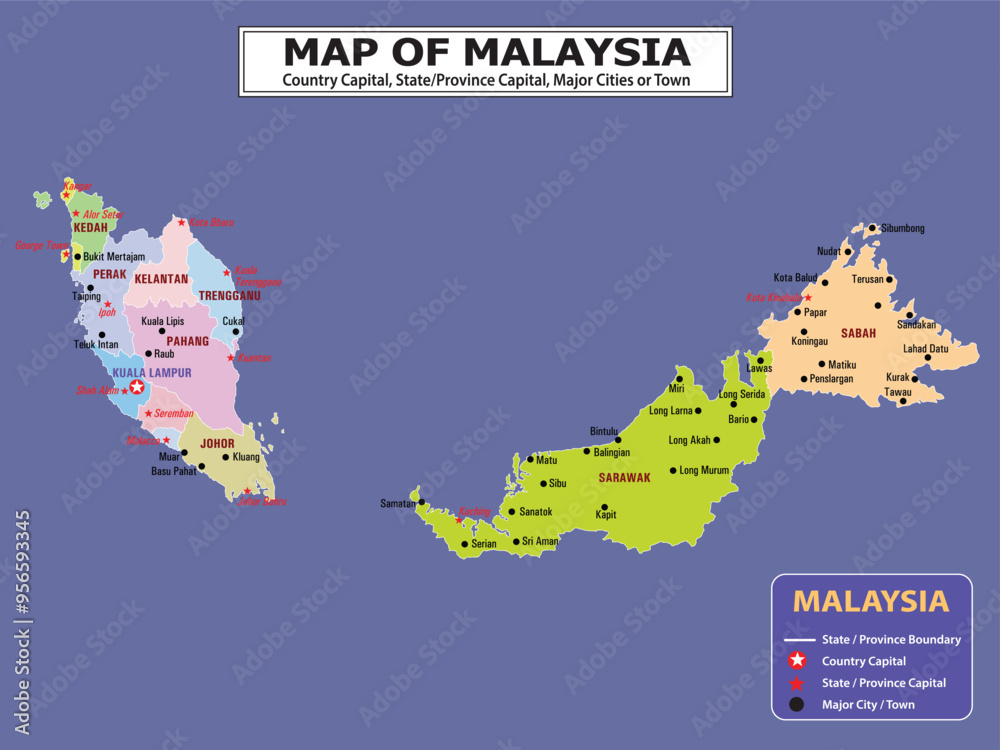 MAP OF MALAYSIA
Country Capital, State/Province Capital, Major Cities or Town
Kangar
Alor Setar
KEDAH
George Town
Bukit Mertajam
PERAK
Taiping
Ipoh
Teluk Intan
Kota Bharu
KELANTAN
Kuala
Terengganu
TRENGGANU
Kuala Lipis
Cukal
PAHANG
Raub
Kuantan
KUALA LAMPUR
Shah Alam
Seremban
Malacca
JOHOR
Muar
Kluang
Basu Pahat
Johor Bahru
Sibumbong
Nudat
Kota Balud
Terusan
Kota Kinabalu
Papar
Sandakan
Koningau
SABAH
Lahad Datu
Matiku
Penslargan
Kurak
Tawau
Lawas
Miri
Long Serida
Long Larna
Bario
Bintulu
Long Akah
Balingian
Matu
Long Murum
Sibu
SARAWAK
Samatan
Kuching
Sanatok
Kapit
Serian
Sri Aman
MALAYSIA
State / Province Boundary
Country Capital
State / Province Capital
Major City / Town
Adobe Stock
Adobe Stock | #956593345